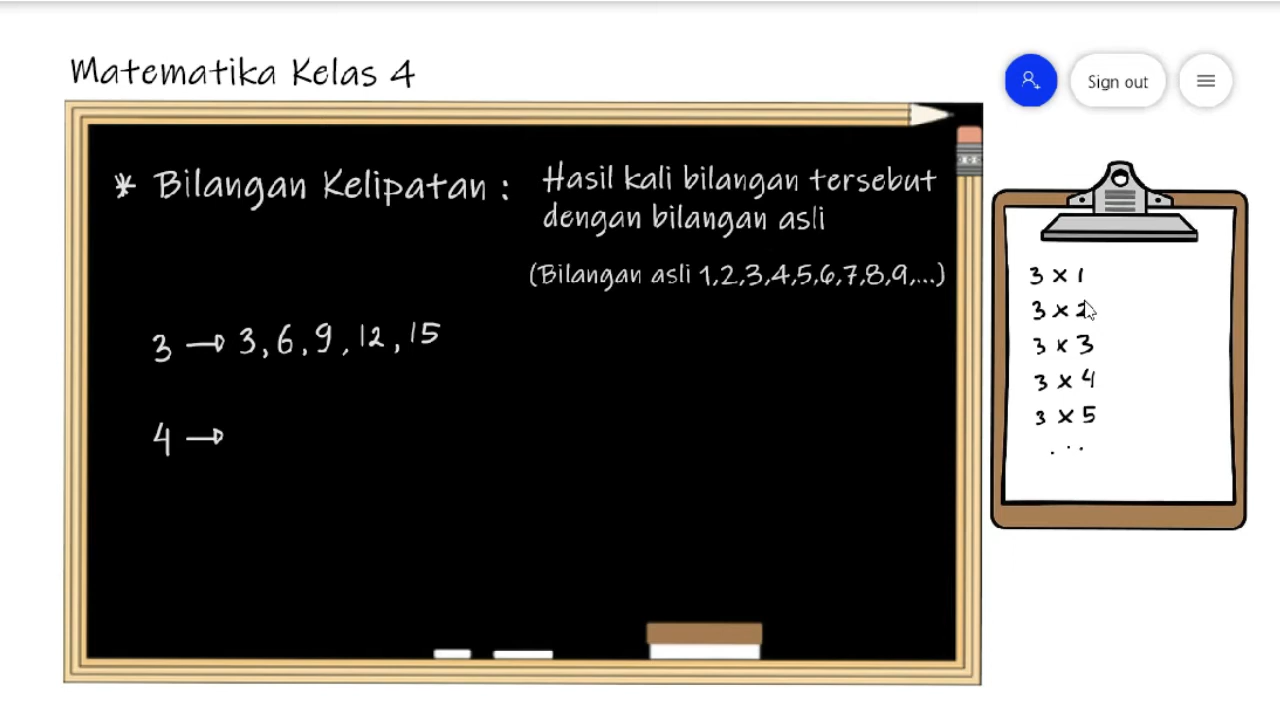 Matematika Kelas 4
Sign out
* Bilangan Kelipatan :
Hasil kali bilangan tersebut
dengan bilangan asli
(Bilangan asli 1,2,3,4,5,6,7,8,9,...)
3 → 3, 6, 9, 12, 15
4 →
3 x 1
3 x 2
3 x 3
3 x 4
3 x 5
...